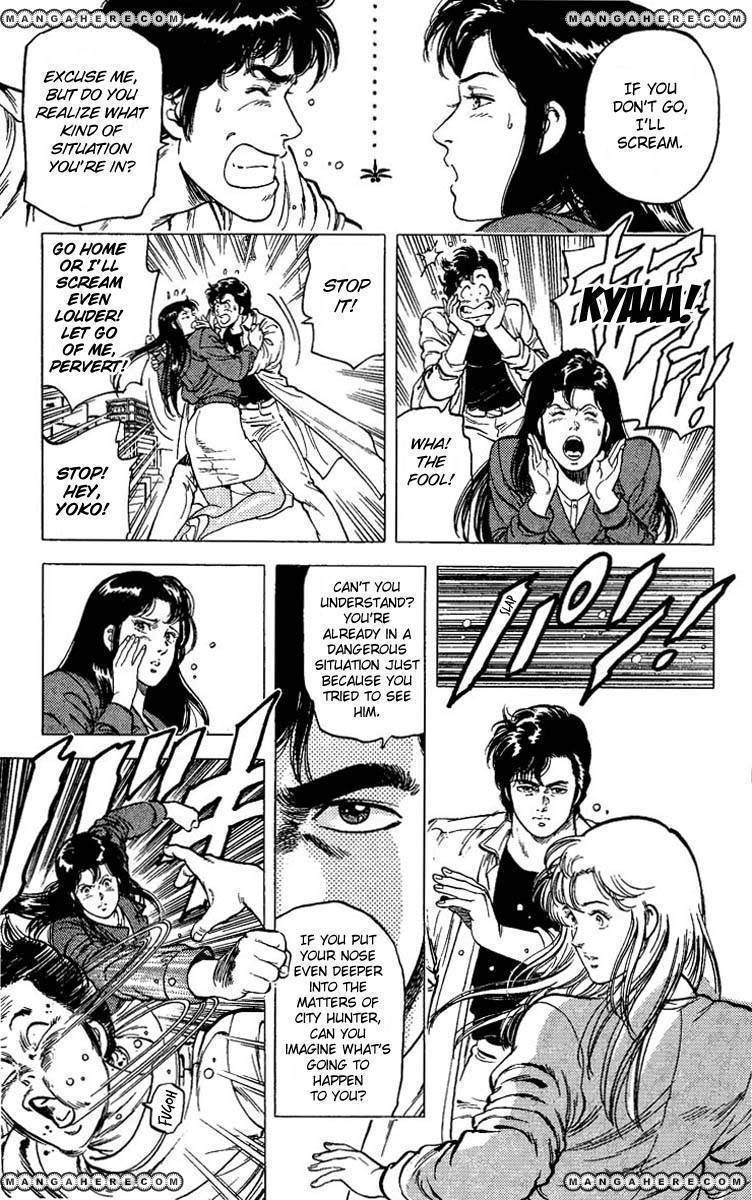 MANGAHERE.COM
MANGAHERE.COM
IF YOU
DON'T GO,
I'LL
SCREAM.
EXCUSE ME,
BUT DO YOU
REALIZE WHAT
KIND OF
SITUATION
YOU'RE IN?
KYAAA!
WHA!
THE
FOOL!
STOP
IT!
GO HOME
OR I'LL
SCREAM
EVEN
LOUDER!
LET GO
OF ME,
PERVERT!
STOP!
HEY,
YOKO!
SLAP
パン!
CAN'T YOU
UNDERSTAND?
YOU'RE
ALREADY IN A
DANGEROUS
SITUATION JUST
BECAUSE YOU
TRIED TO SEE
HIM.
IF YOU PUT
YOUR NOSE
EVEN DEEPER
INTO THE
MATTERS OF
CITY HUNTER,
CAN YOU
IMAGINE WHAT'S
GOING TO
HAPPEN
TO YOU?
バキ
FUGOH
MANGAHERE.COM
MANGAHERE.COM